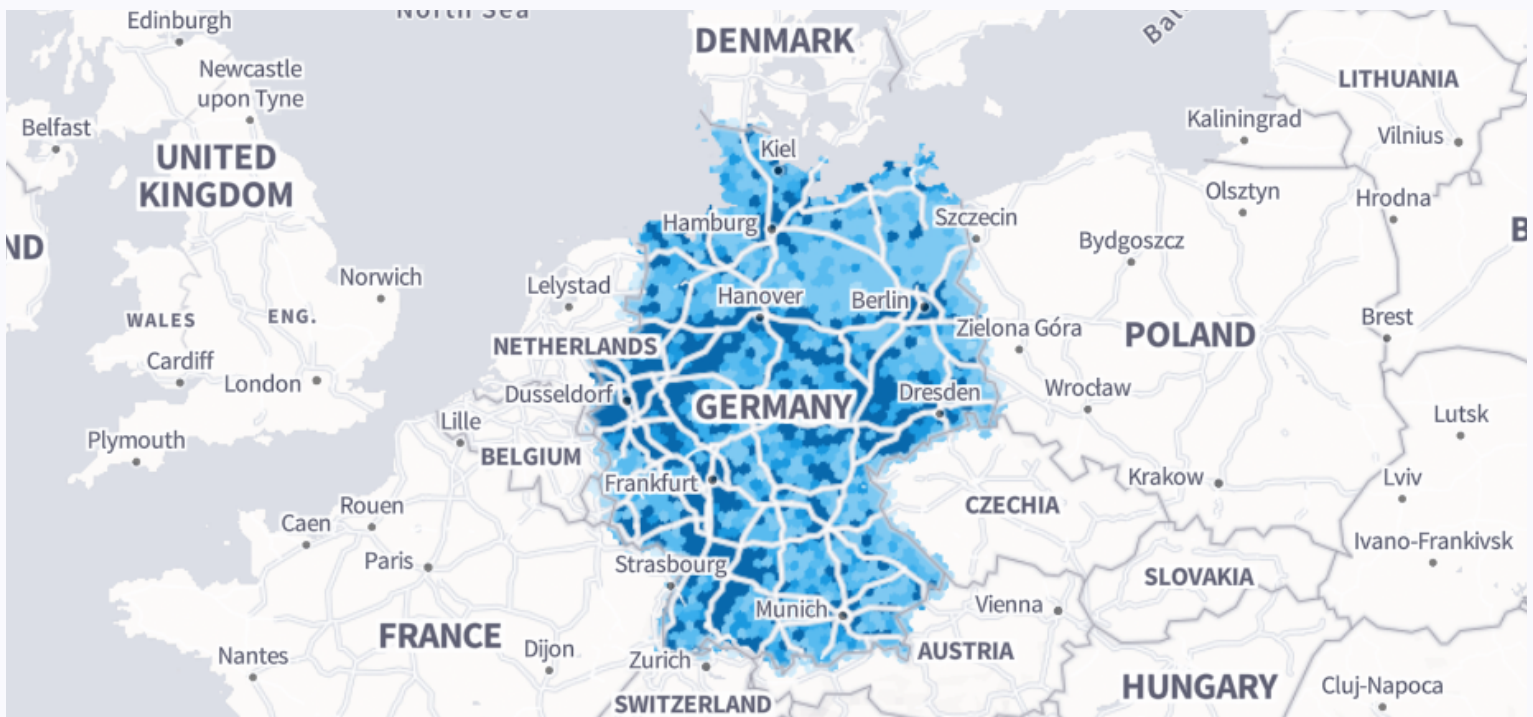 North Sea
Edinburgh
DENMARK
LITHUANIA
Newcastle
upon Tyne
Kaliningrad
Belfast
Vilnius
UNITED
KINGDOM
Kiel
Olsztyn
Hrodna
Hamburg
Szczecin
Bydgoszcz
ND
B
Norwich
Lelystad
Hanover
Berlin
WALES
ENG.
Zielona Góra
POLAND
Brest
NETHERLANDS
Cardiff
London
Dusseldorf
GERMANY
Dresden
Wrocław
Lille
Lutsk
Plymouth
BELGIUM
Frankfurt
Krakow
Lviv
Rouen
Caen
CZECHIA
Paris
Strasbourg
Ivano-Frankivsk
SLOVAKIA
Munich
Vienna
FRANCE
Nantes
Dijon
Zurich
AUSTRIA
HUNGARY
Cluj-Napoca
SWITZERLAND